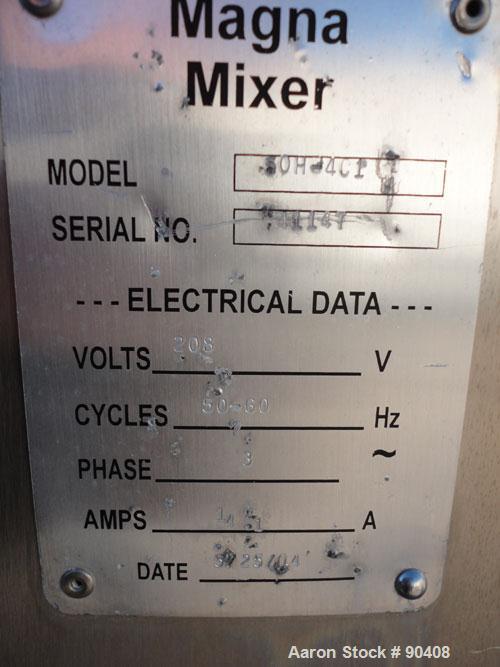 Magna
Mixer
MODEL
SERIAL NO.
--- ELECTRICAL DATA ---
VOLTS 208 V
CYCLES 50-60 Hz
PHASE 3 ~
AMPS A
DATE
Aaron Stock # 90408